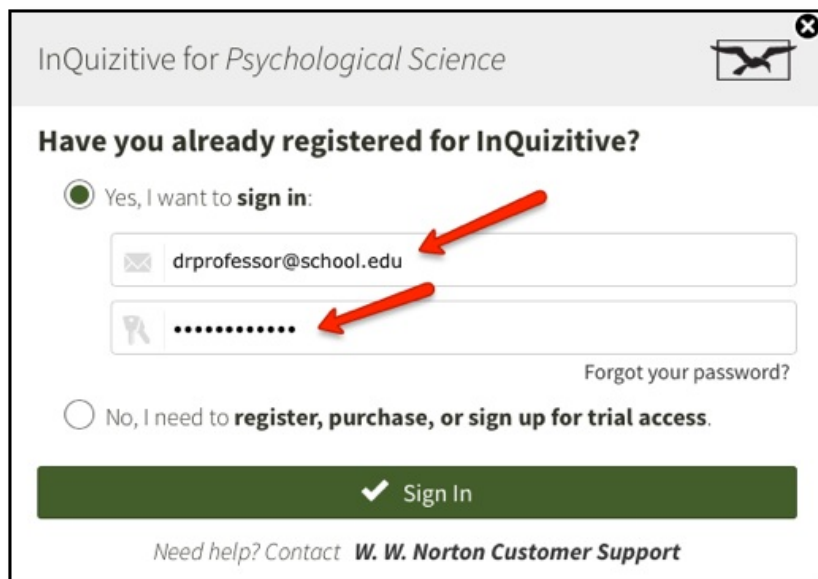 InQuizitive for Psychological Science
Have you already registered for InQuizitive?
Yes, I want to sign in:
drprofessor@school.edu
••••••••••••
Forgot your password?
No, I need to register, purchase, or sign up for trial access.
Sign In
Need help? Contact W. W. Norton Customer Support